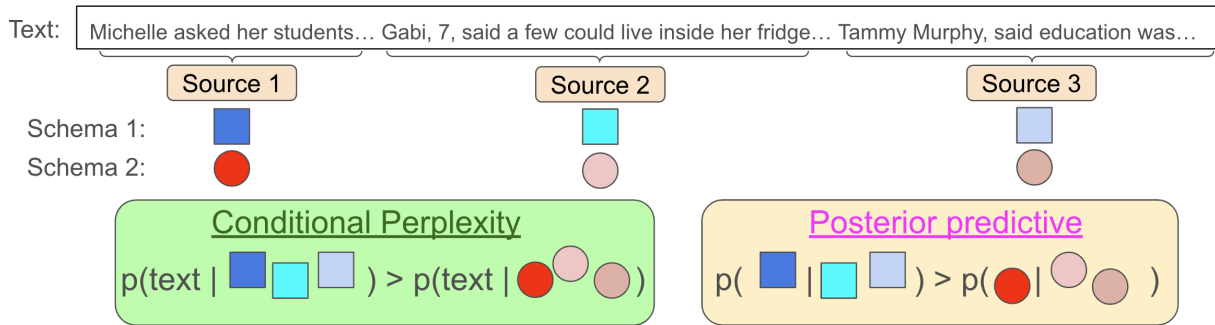 Text: Michelle asked her students… Gabi, 7, said a few could live inside her fridge… Tammy Murphy, said education was…
Source 1 Source 2 Source 3
Schema 1:
Schema 2:
Conditional Perplexity
p(text | ) > p(text | )
Posterior predictive
p( | ) > p( | )